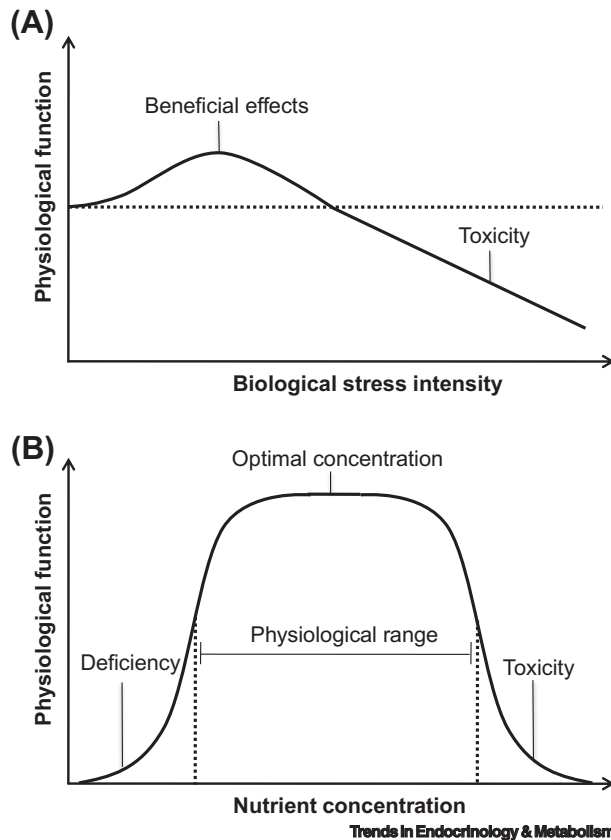 (A)
Physiological function
Beneficial effects
Toxicity
Biological stress intensity
(B)
Physiological function
Optimal concentration
Physiological range
Deficiency
Toxicity
Nutrient concentration
Trends in Endocrinology & Metabolism